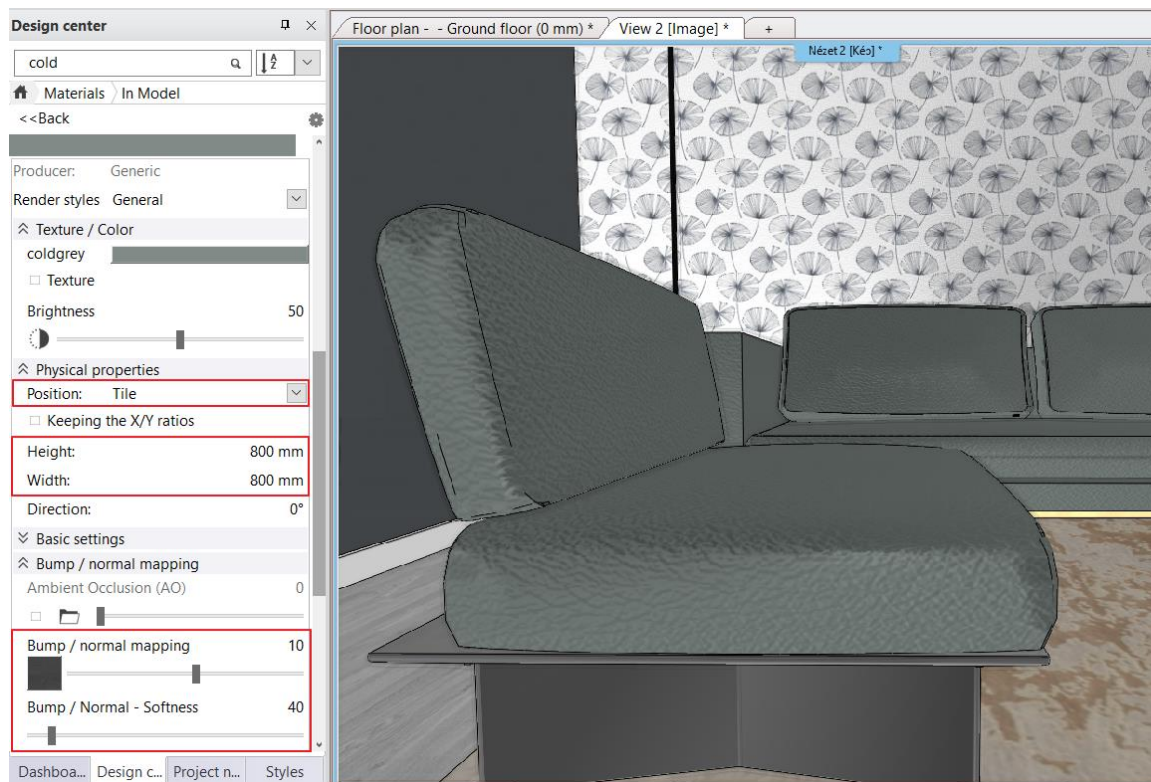 Design center
Floor plan -  - Ground floor (0 mm) *
View 2 [Image] *
+
Nézet 2 [Kép] *
cold
Materials
In Model
<<Back
Producer: Generic
Render styles General
Texture / Color
coldgrey
Texture
Brightness 50
Physical properties
Position: Tile
Keeping the X/Y ratios
Height: 800 mm
Width: 800 mm
Direction: 0°
Basic settings
Bump / normal mapping
Ambient Occlusion (AO) 0
Bump / normal mapping 10
Bump / Normal - Softness 40
Dashboa...
Design c...
Project n...
Styles